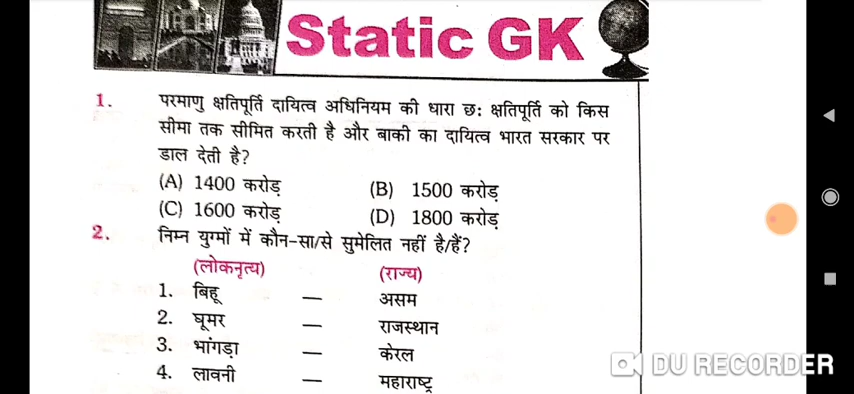 Static GK
1. परमाणु क्षतिपूर्ति दायित्व अधिनियम की धारा छः क्षतिपूर्ति को किस
सीमा तक सीमित करती है और बाकी का दायित्व भारत सरकार पर
डाल देती है?
(A) 1400 करोड़ (B) 1500 करोड़
(C) 1600 करोड़ (D) 1800 करोड़
2. निम्न युग्मों में कौन-सा/से सुमेलित नहीं है/हैं?
(लोकनृत्य) (राज्य)
1. बिहू — असम
2. घूमर — राजस्थान
3. भांगड़ा — केरल
4. लावनी — महाराष्ट्र
DU RECORDER